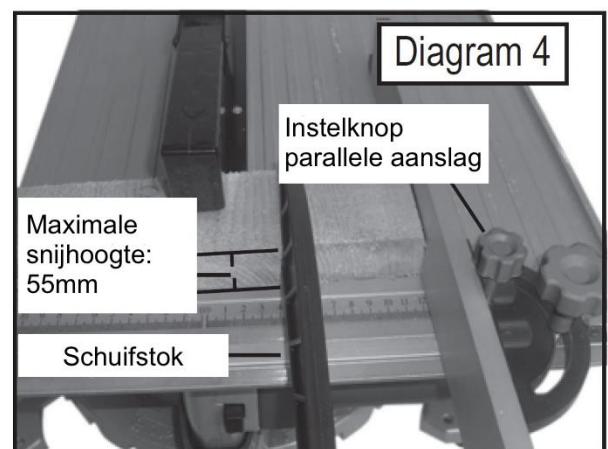 Diagram 4
Instelknop
parallele aanslag
Maximale
snijhoogte:
55mm
Schuifstok